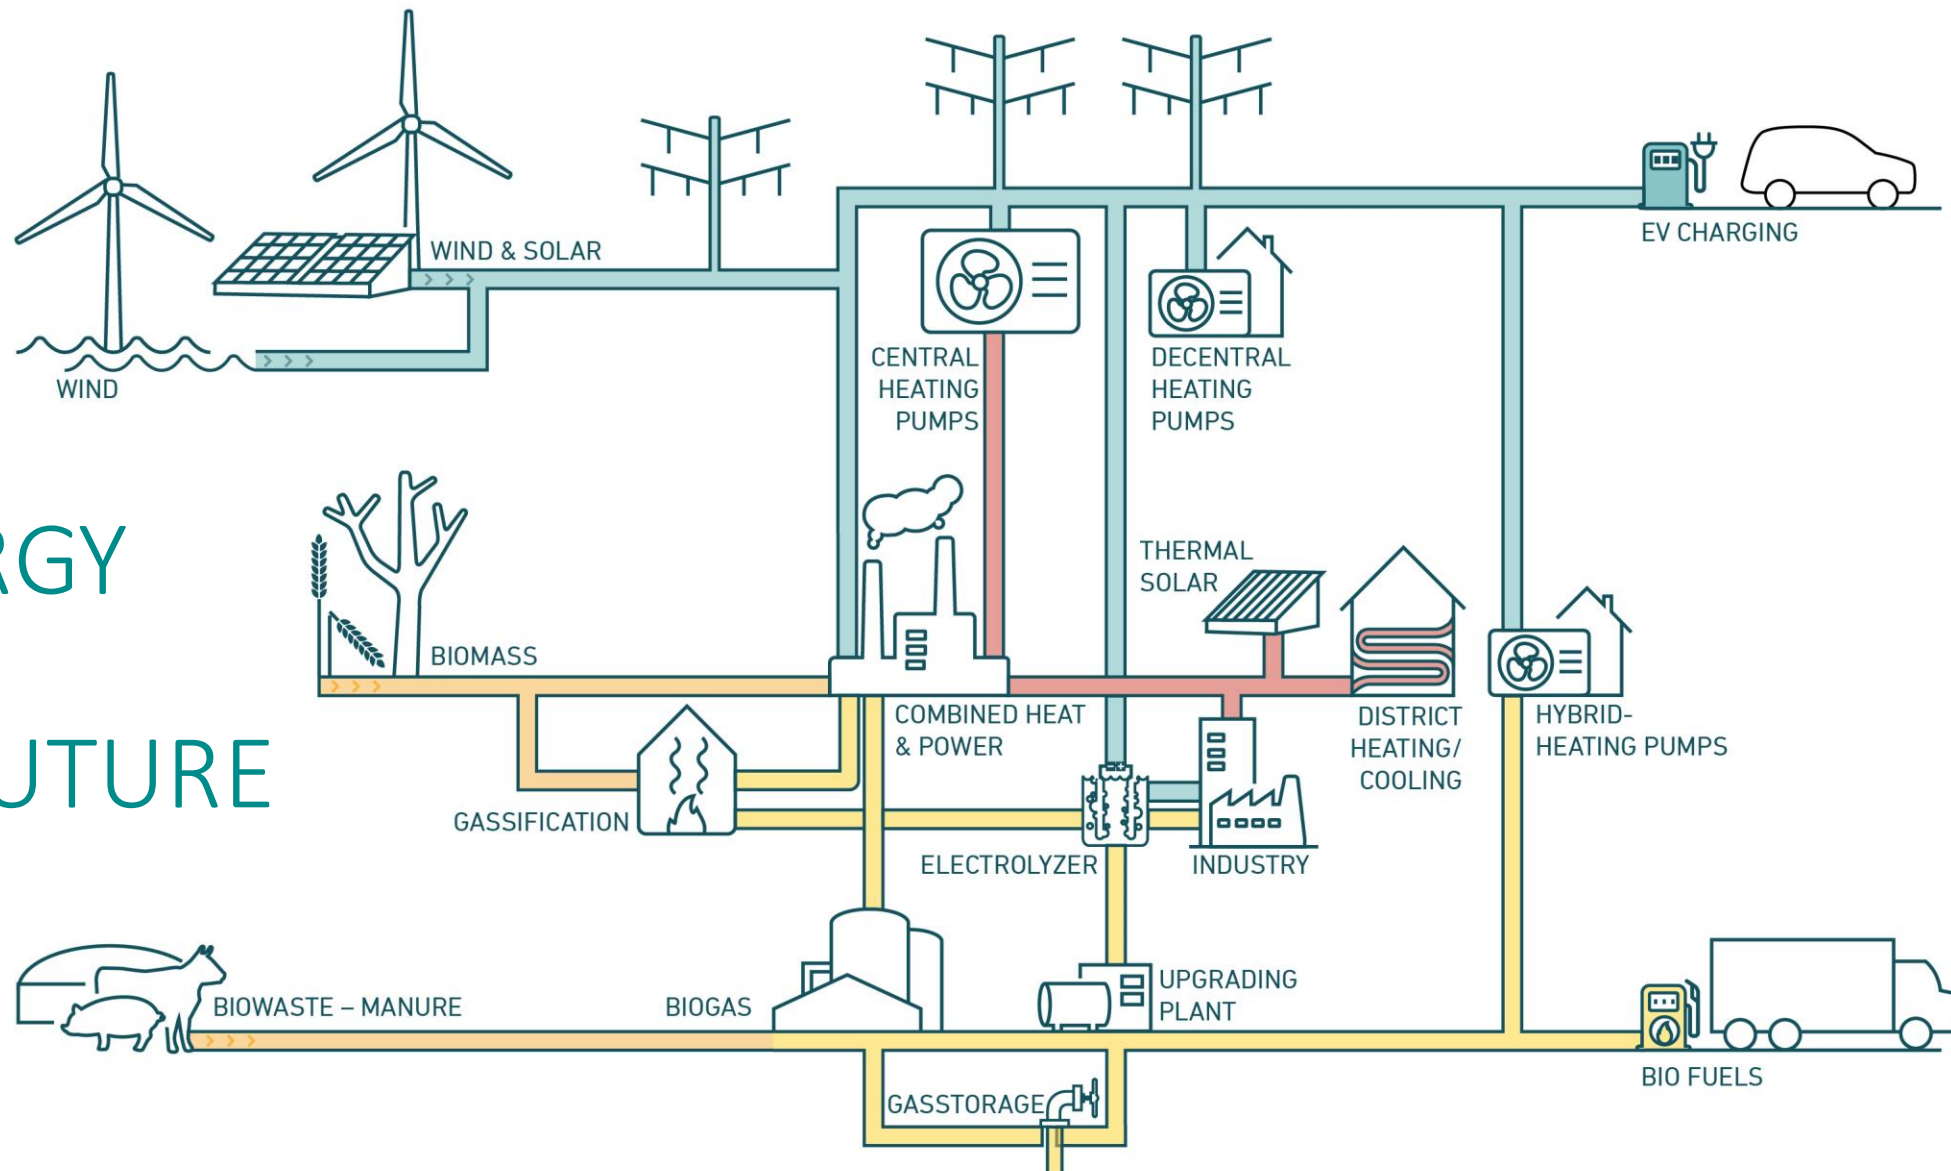 WIND & SOLAR
EV CHARGING
WIND
CENTRAL
HEATING
PUMPS
DECENTRAL
HEATING
PUMPS
RGY
UTURE
BIOMASS
THERMAL
SOLAR
COMBINED HEAT
& POWER
DISTRICT
HEATING/
COOLING
HYBRID-
HEATING PUMPS
GASSIFICATION
ELECTROLYZER
INDUSTRY
BIOWASTE – MANURE
BIOGAS
UPGRADING
PLANT
GASSTORAGE
BIO FUELS